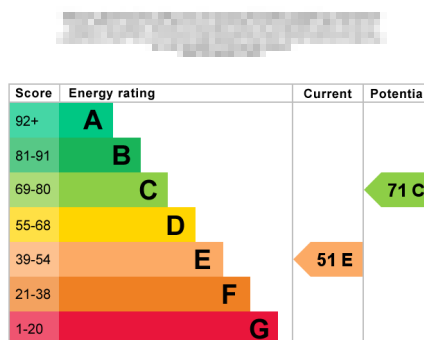 Score Energy rating Current Potentia
92+ A
81-91 B
69-80 C 71 C
55-68 D
39-54 E 51 E
21-38 F
1-20 G